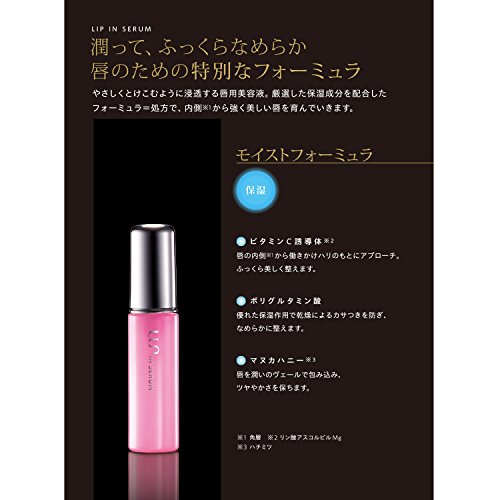 LIP IN SERUM
潤って、ふっくらなめらか
唇のための特別なフォーミュラ
やさしくとけこむように浸透する唇用美容液。厳選した保湿成分を配合した
フォーミュラ＝処方で、内側※1から強く美しい唇を育んでいきます。
モイストフォーミュラ
保湿
ビタミンC誘導体※2
唇の内側※1から働きかけハリのもとにアプローチ。
ふっくら美しく整えます。
ポリグルタミン酸
優れた保湿作用で乾燥によるカサつきを防ぎ、
なめらかに整えます。
マヌカハニー※3
唇を潤いのヴェールで包み込み、
ツヤやかさを保ちます。
LIP
IN SERUM
※1 角層　※2 リン酸アスコルビルMg
※3 ハチミツ